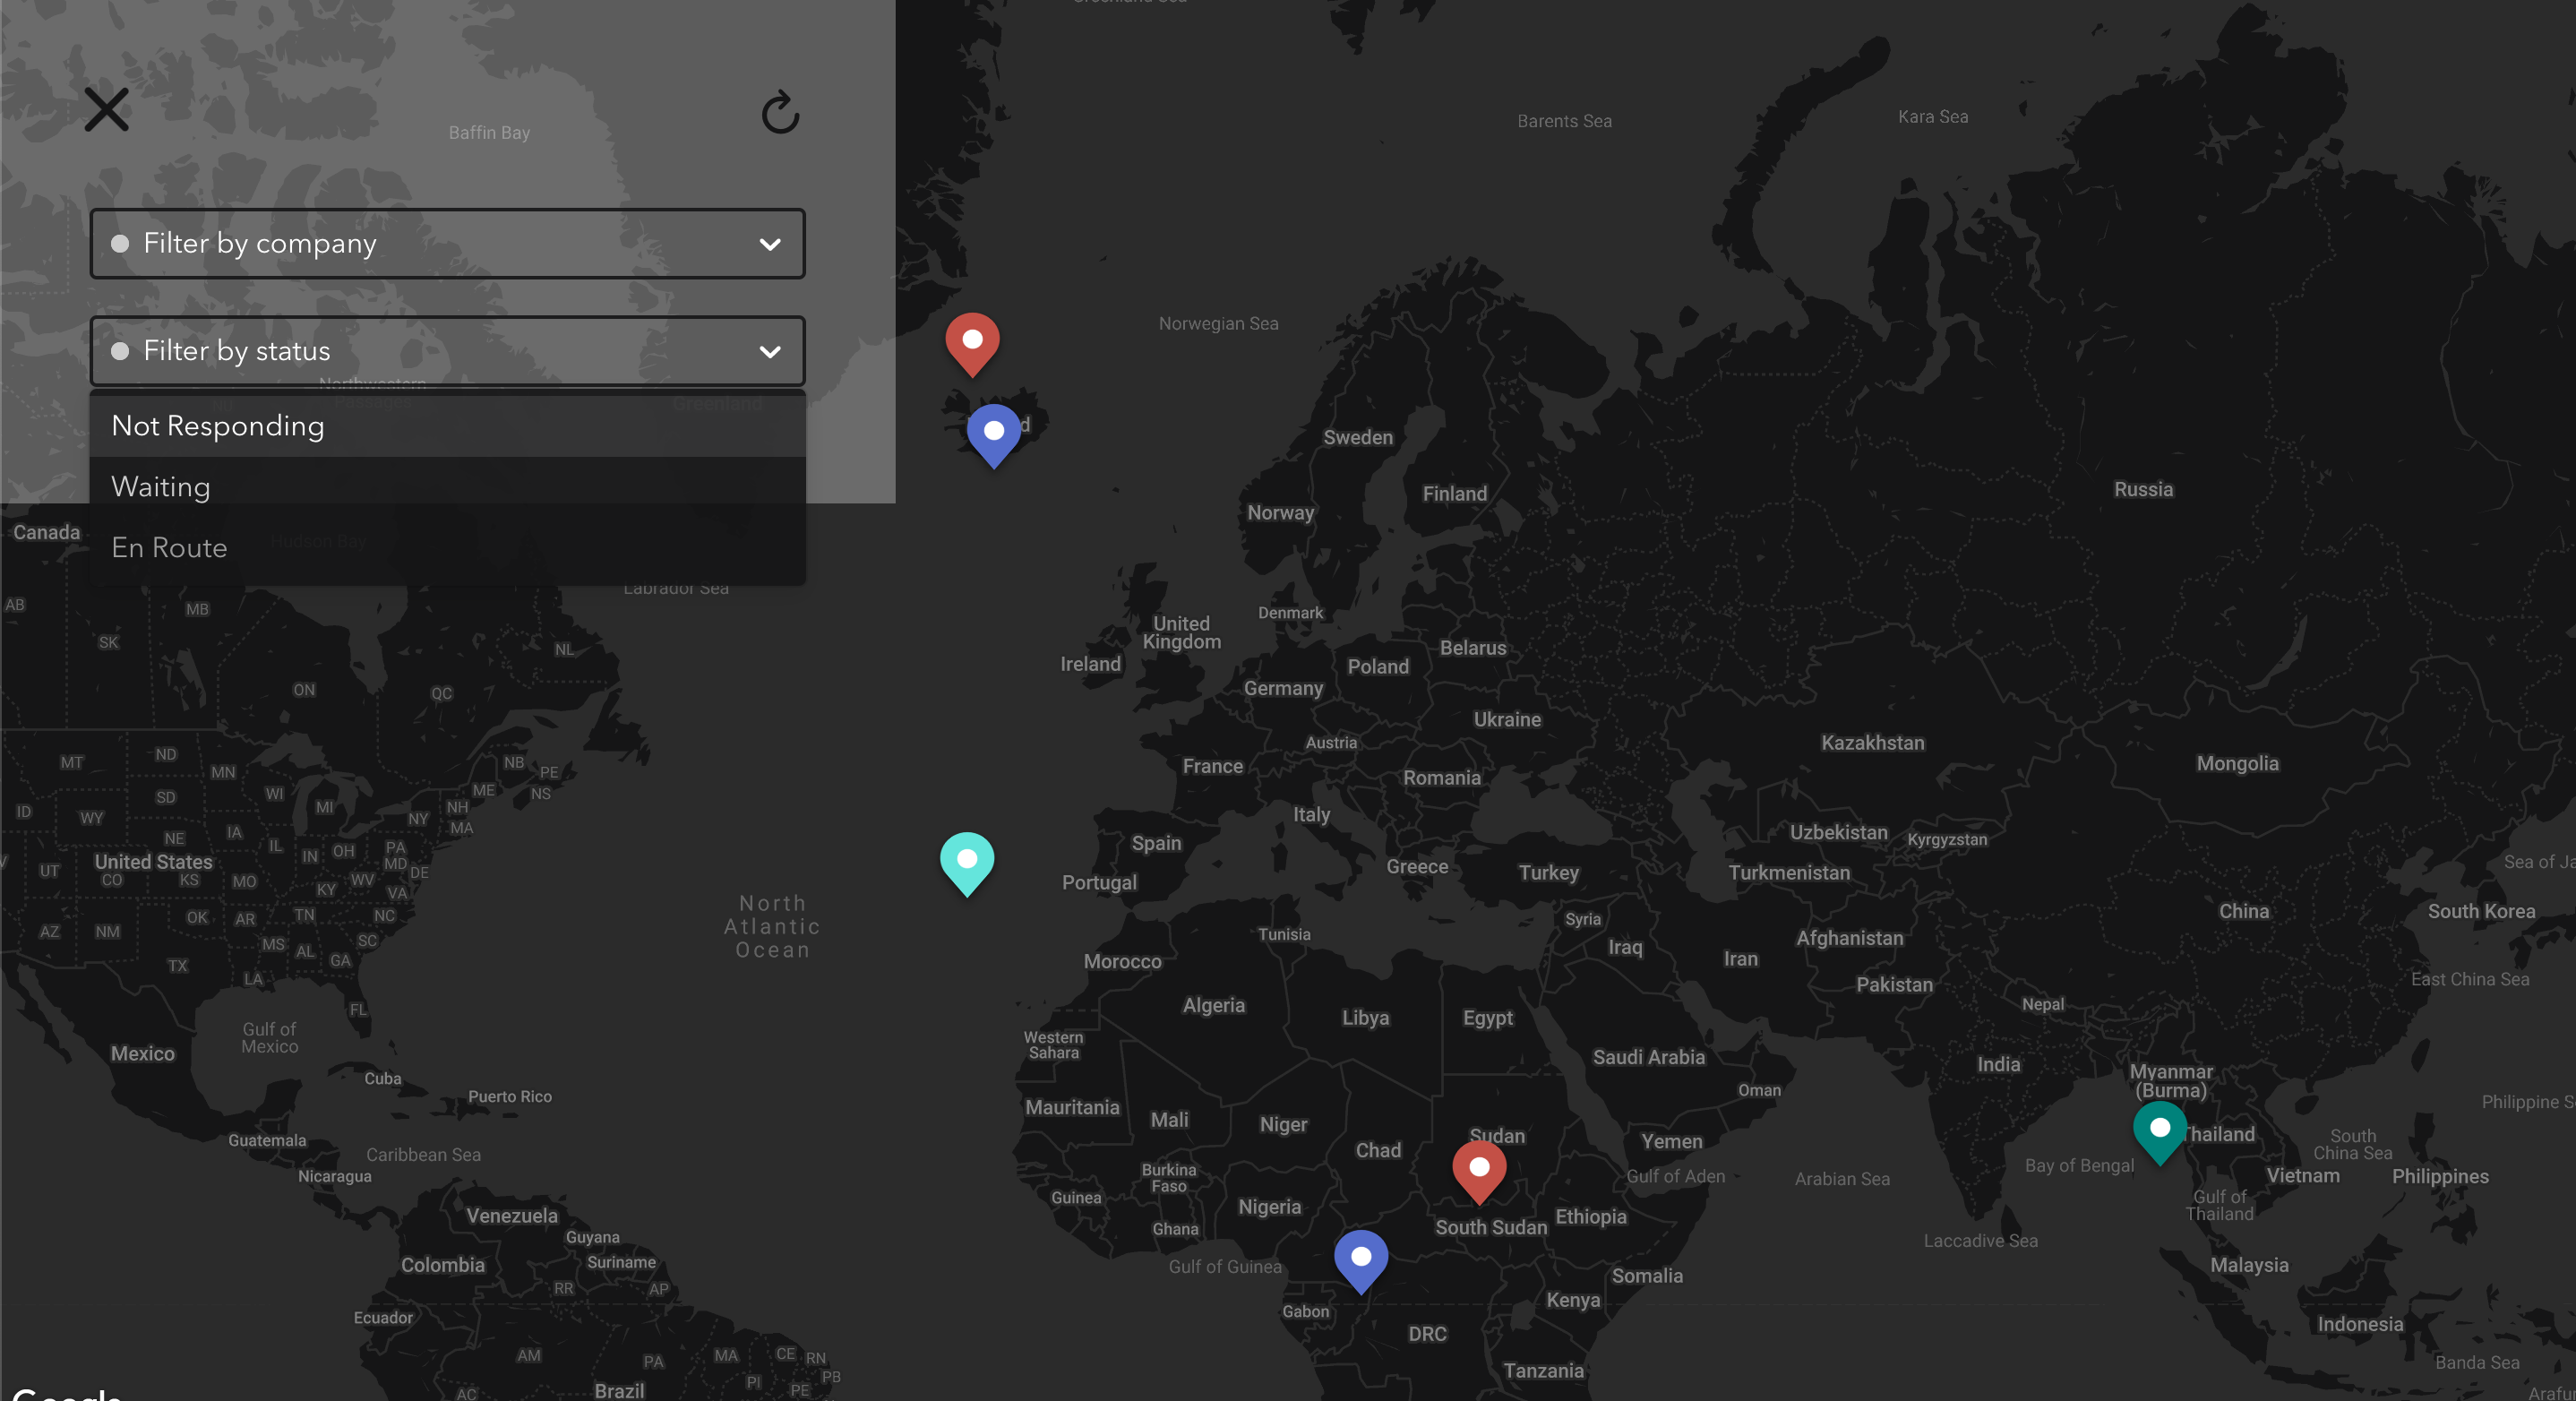 Greenland Sea
Baffin Bay
Barents Sea
Kara Sea
Filter by company
Norwegian Sea
Filter by status
Northwestern
Passages
NU
Greenland
Not Responding
Waiting
En Route
Hudson Bay
Labrador Sea
Canada
Sweden
Finland
Norway
Russia
Denmark
United
Kingdom
Ireland
Belarus
Poland
Germany
Ukraine
Austria
France
Romania
Kazakhstan
Mongolia
Italy
Spain
Portugal
Greece
Turkey
Uzbekistan
Kyrgyzstan
Turkmenistan
China
South Korea
Sea of Ja
AB
MB
SK
NL
ON
QC
MT
ND
MN
NB
PE
ID
SD
WI
MI
ME
NS
WY
NH
NY
MA
NE
IA
IL
IN
OH
PA
MD
DE
United States
UT
CO
KS
MO
KY
WV
VA
AZ
NM
OK
AR
TN
NC
MS
AL
SC
GA
TX
LA
FL
North
Atlantic
Ocean
Tunisia
Syria
Iraq
Iran
Afghanistan
Morocco
Pakistan
East China Sea
Algeria
Libya
Egypt
Nepal
Gulf of
Mexico
Mexico
Western
Sahara
Saudi Arabia
India
Myanmar
(Burma)
Cuba
Puerto Rico
Oman
Philippine S
Mauritania
Mali
Niger
Chad
Sudan
Yemen
Thailand
South
China Sea
Guatemala
Caribbean Sea
Nicaragua
Burkina
Faso
Gulf of Aden
Arabian Sea
Bay of Bengal
Vietnam
Philippines
Guinea
Nigeria
Ghana
South Sudan
Ethiopia
Gulf of
Thailand
Venezuela
Guyana
Suriname
Colombia
Gulf of Guinea
Laccadive Sea
Malaysia
Somalia
RR
AP
Ecuador
Gabon
Kenya
DRC
Indonesia
Tanzania
Banda Sea
AM
PA
MA
CE
RN
PB
PI
PE
AC
Brazil
Arafu
Google